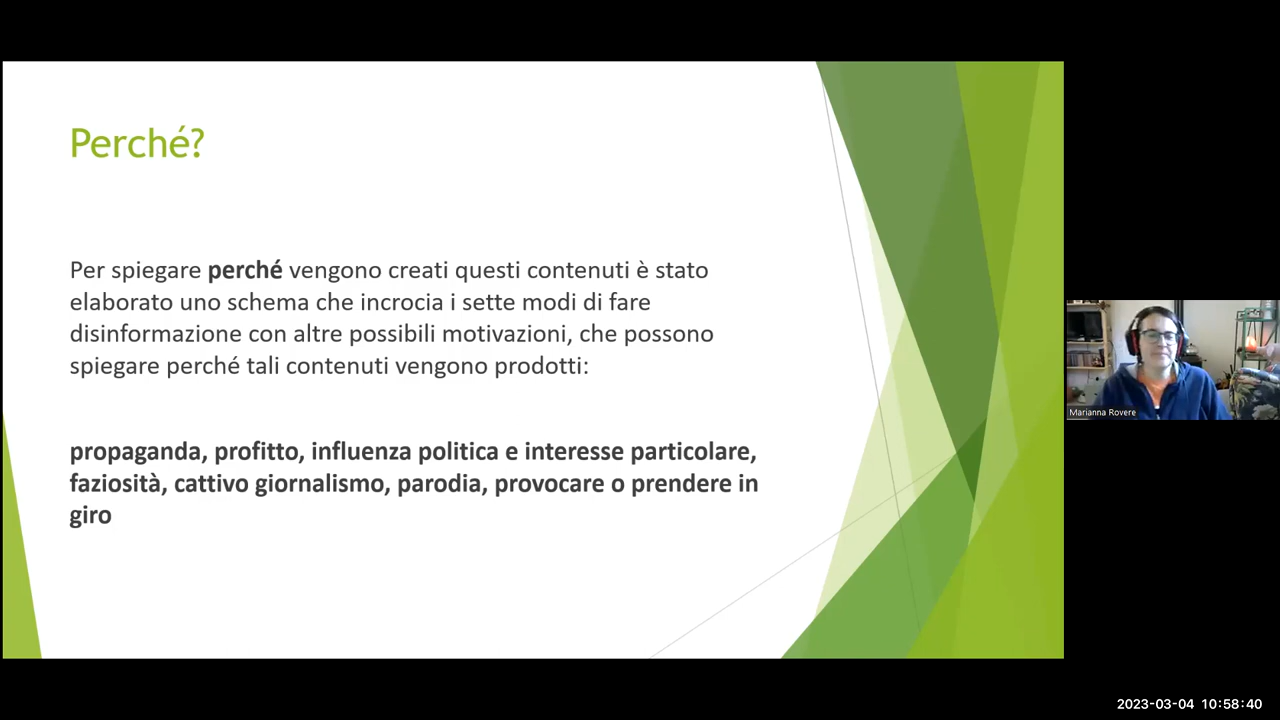 Perché?
Per spiegare perché vengono creati questi contenuti è stato
elaborato uno schema che incrocia i sette modi di fare
disinformazione con altre possibili motivazioni, che possono
spiegare perché tali contenuti vengono prodotti:
propaganda, profitto, influenza politica e interesse particolare,
faziosità, cattivo giornalismo, parodia, provocare o prendere in
giro
Marianna Rovere
2023-03-04 10:58:40